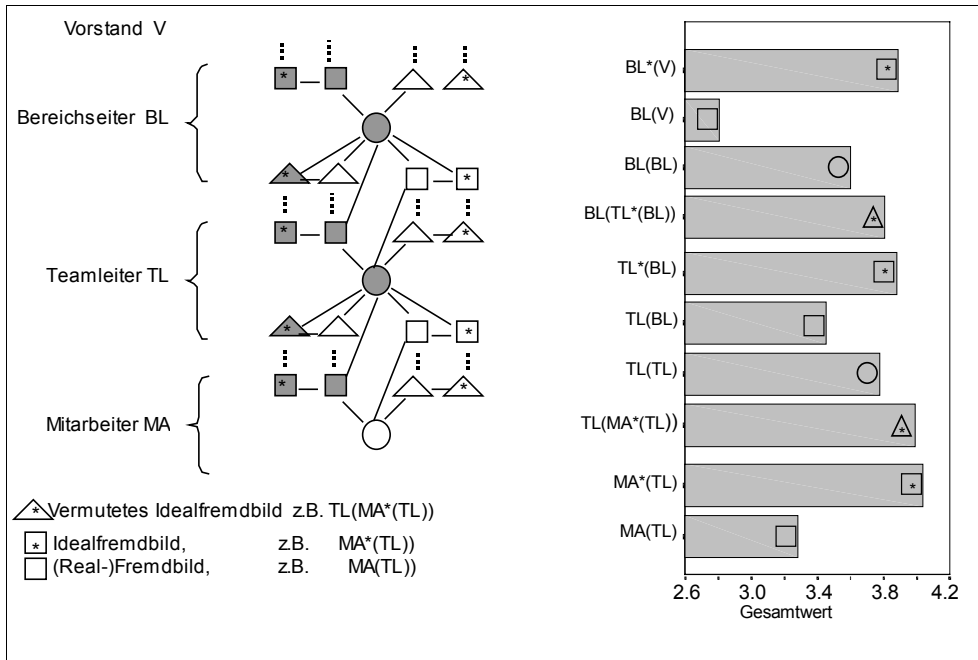 Vorstand V
Bereichseiter BL
Teamleiter TL
Mitarbeiter MA
* Vermutetes Idealfremdbild z.B. TL(MA*(TL))
* Idealfremdbild, z.B. MA*(TL))
(Real-)Fremdbild, z.B. MA(TL))
BL*(V)
BL(V)
BL(BL)
BL(TL*(BL))
TL*(BL)
TL(BL)
TL(TL)
TL(MA*(TL))
MA*(TL)
MA(TL)
2.6 3.0 3.4 3.8 4.2
Gesamtwert